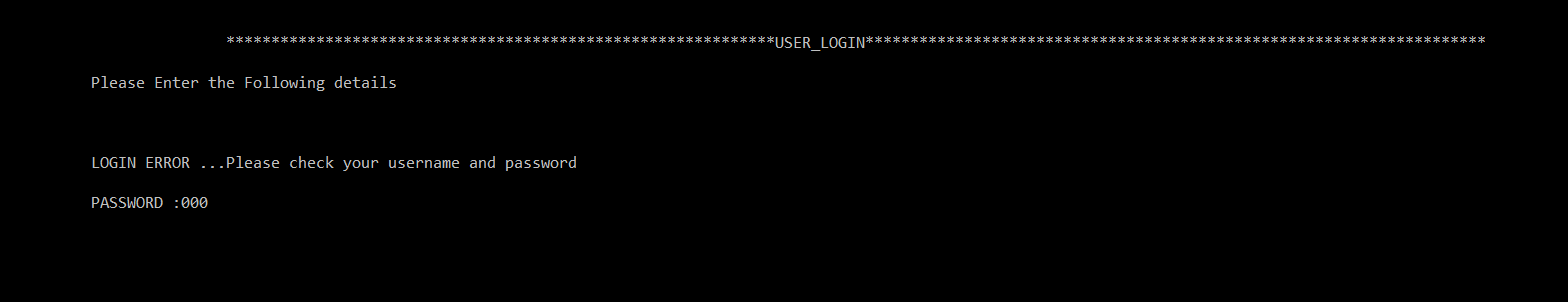 *************************************************************USER_LOGIN*********************************************************************
Please Enter the Following details
LOGIN ERROR ...Please check your username and password
PASSWORD :000